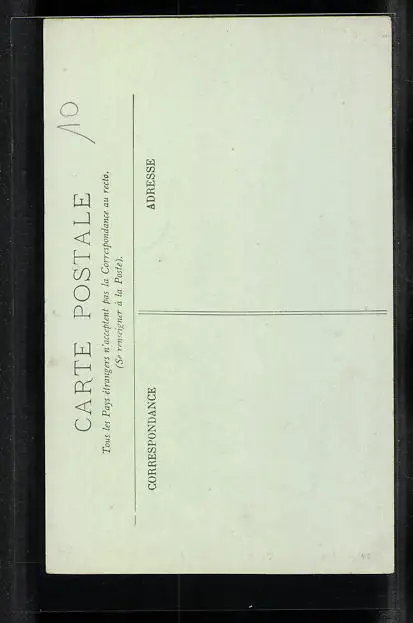 10
CARTE POSTALE
Tous les Pays étrangers n'acceptent pas la Correspondance au recto.
(Se renseigner à la Poste).
CORRESPONDANCE
ADRESSE